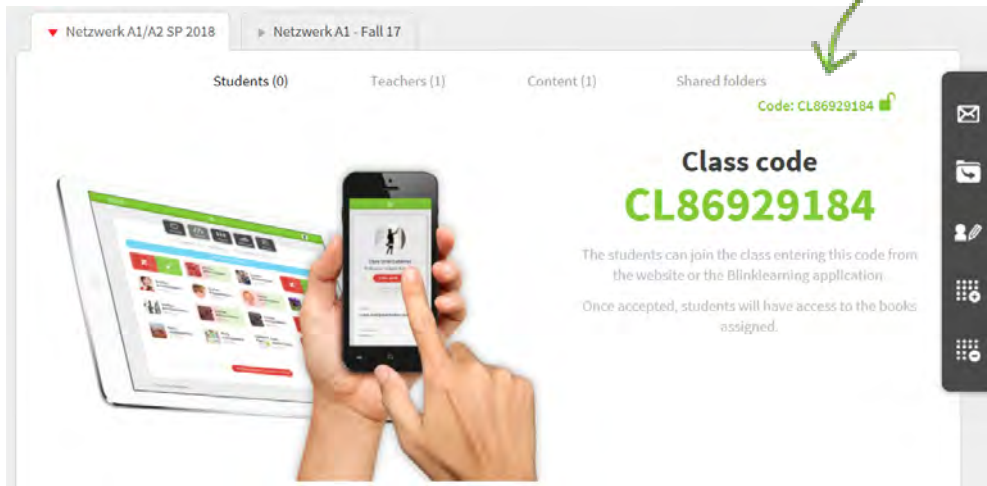 Netzwerk A1/A2 SP 2018
Netzwerk A1 - Fall 17
Students (0)
Teachers (1)
Content (1)
Shared folders
Code: CL86929184
Class code
CL86929184
The students can join the class entering this code from
the website or the Blinklearning application.
Once accepted, students will have access to the books
assigned.